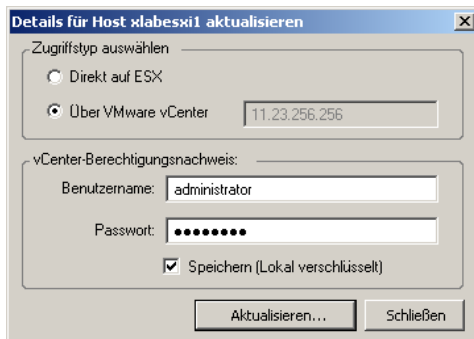 Details für Host xlabesxi1 aktualisieren
Zugriffstyp auswählen
Direkt auf ESX
Über VMware vCenter
11.23.256.256
vCenter-Berechtigungsnachweis:
Benutzername: administrator
Passwort: ●●●●●●●●
Speichern (Lokal verschlüsselt)
Aktualisieren... Schließen